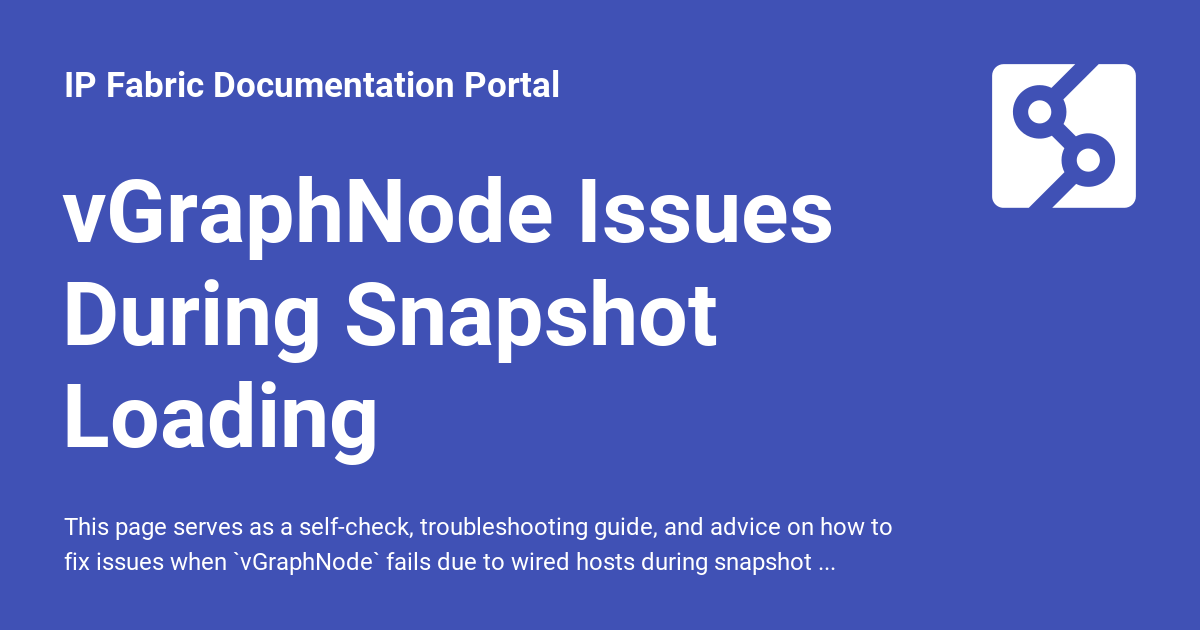 IP Fabric Documentation Portal
vGraphNode Issues
During Snapshot
Loading
This page serves as a self-check, troubleshooting guide, and advice on how to
fix issues when `vGraphNode` fails due to wired hosts during snapshot ...